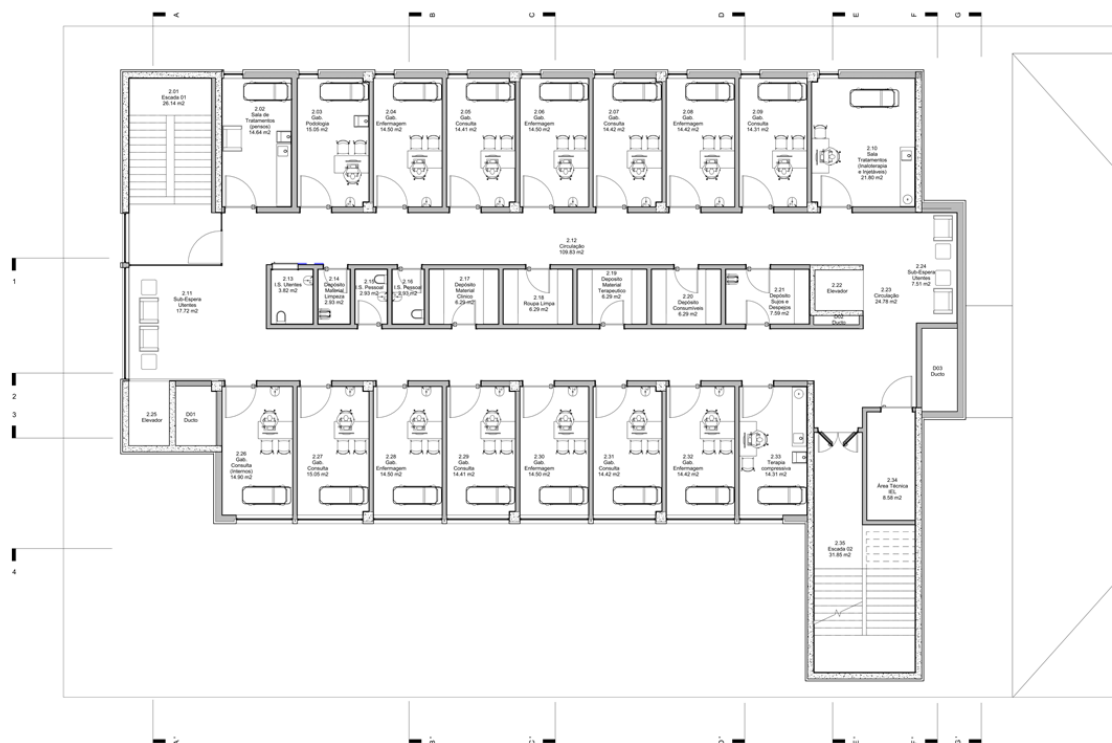 A
B
C
D
E
F
G
2.01
Escada 01
26.14 m2
2.02
Sala de
Tratamentos
(pensos)
14.64 m2
2.03
Gab.
Podologia
15.05 m2
2.04
Gab.
Enfermagem
14.50 m2
2.05
Gab.
Consulta
14.41 m2
2.06
Gab.
Enfermagem
14.50 m2
2.07
Gab.
Consulta
14.42 m2
2.08
Gab.
Enfermagem
14.42 m2
2.09
Gab.
Consulta
14.31 m2
2.10
Sala
Tratamentos
(Inaloterapia
e Injetáveis)
21.80 m2
2.12
Circulação
109.83 m2
2.24
Sub-Espera
Utentes
7.51 m2
1
2.11
Sub-Espera
Utentes
17.72 m2
2.13
I.S. Utentes
3.82 m2
2.14
Depósito
Material
Limpeza
2.93 m2
2.15
I.S. Pessoal
2.93 m2
2.16
I.S. Pessoal
2.93 m2
2.17
Depósito
Material
Clínico
6.29 m2
2.18
Roupa Limpa
6.29 m2
2.19
Depósito
Material
Terapeutico
6.29 m2
2.20
Depósito
Consumíveis
6.29 m2
2.21
Depósito
Sujos e
Despejos
7.59 m2
2.22
Elevador
D02
Ducto
2.23
Circulação
24.78 m2
D03
Ducto
2
3
2.25
Elevador
D01
Ducto
2.26
Gab.
Consulta
(Internos)
14.90 m2
2.27
Gab.
Consulta
15.05 m2
2.28
Gab.
Enfermagem
14.50 m2
2.29
Gab.
Consulta
14.41 m2
2.30
Gab.
Enfermagem
14.50 m2
2.31
Gab.
Consulta
14.42 m2
2.32
Gab.
Enfermagem
14.42 m2
2.33
Terapia
compressiva
14.31 m2
2.34
Área Técnica
IEL
8.58 m2
2.35
Escada 02
31.85 m2
4
A'
B'
C'
D'
E'
F'
G'